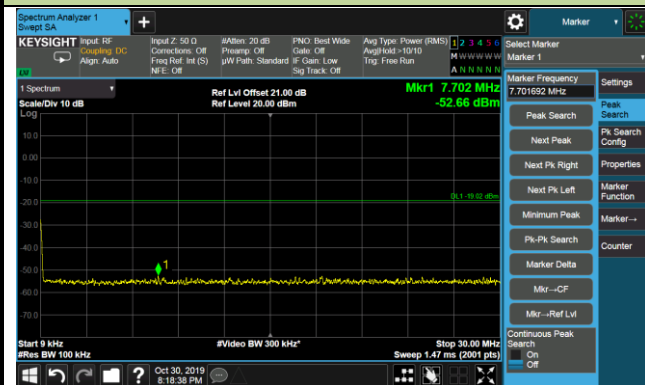 Spectrum Analyzer 1
Swept SA
+
Marker
KEYSIGHT
Input: RF
Coupling: DC
Align: Auto
Input Z: 50 Ω
Corrections: Off
Freq Ref: Int (S)
NFE: Off
#Atten: 20 dB
Preamp: Off
µW Path: Standard
PNO: Best Wide
Gate: Off
IF Gain: Low
Sig Track: Off
Avg Type: Power (RMS)
Avg|Hold:>10/10
Trig: Free Run
1 2 3 4 5 6
M W W W W W
A N N N N N
LV
Select Marker
Marker 1
1 Spectrum
Scale/Div 10 dB
Log
Ref Lvl Offset 21.00 dB
Ref Level 20.00 dBm
Mkr1 7.702 MHz
-52.66 dBm
10.0
0.00
-10.0
-20.0
-30.0
-40.0
-50.0
-60.0
-70.0
DL1 -19.02 dBm
1
Start 9 kHz
#Res BW 100 kHz
#Video BW 300 kHz*
Stop 30.00 MHz
Sweep 1.47 ms (2001 pts)
Marker Frequency
7.701692 MHz
Peak Search
Next Peak
Next Pk Right
Next Pk Left
Minimum Peak
Pk-Pk Search
Marker Delta
Mkr→CF
Mkr→Ref Lvl
Continuous Peak
Search
On
Off
Settings
Peak
Search
Pk Search
Config
Properties
Marker
Function
Marker→
Counter
?
Oct 30, 2019
8:18:38 PM